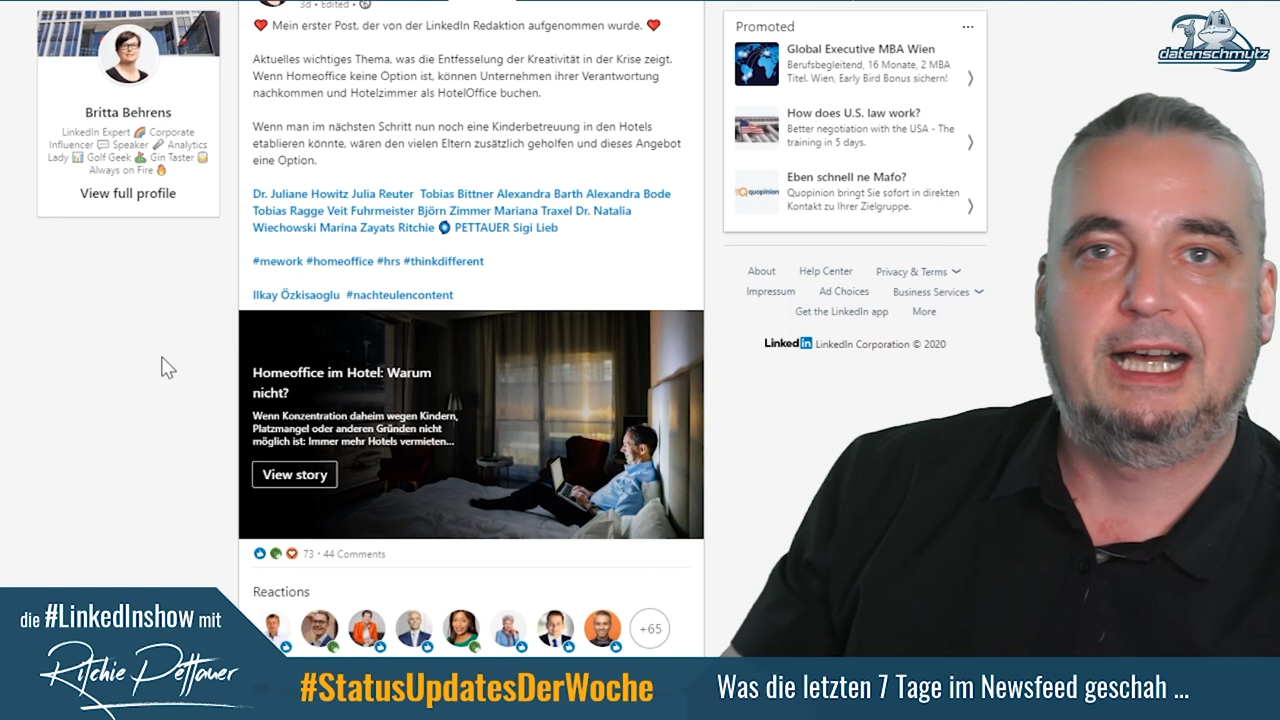 3d • Edited •
Mein erster Post, der von der LinkedIn Redaktion aufgenommen wurde.
Aktuelles wichtiges Thema, was die Entfesselung der Kreativität in der Krise zeigt.
Wenn Homeoffice keine Option ist, können Unternehmen ihrer Verantwortung
nachkommen und Hotelzimmer als HotelOffice buchen.
Wenn man im nächsten Schritt nun noch eine Kinderbetreuung in den Hotels
etablieren könnte, wären den vielen Eltern zusätzlich geholfen und dieses Angebot
eine Option.
Dr. Juliane Howitz Julia Reuter Tobias Bittner Alexandra Barth Alexandra Bode
Tobias Ragge Veit Fuhrmeister Björn Zimmer Mariana Traxel Dr. Natalia
Wiechowski Marina Zayats Ritchie PETTAUER Sigi Lieb
#mework #homeoffice #hrs #thinkdifferent
Ilkay Özkisaoglu #nachteulencontent
Homeoffice im Hotel: Warum
nicht?
Wenn Konzentration daheim wegen Kindern,
Platzmangel oder anderen Gründen nicht
möglich ist: Immer mehr Hotels vermieten...
View story
73 • 44 Comments
Reactions
+65
Britta Behrens
LinkedIn Expert Corporate
Influencer Speaker Analytics
Lady Golf Geek Gin Taster
Always on Fire
View full profile
Promoted
...
Global Executive MBA Wien
Berufsbegleitend, 16 Monate, 2 MBA
Titel. Wien, Early Bird Bonus sichern!
How does U.S. law work?
Better negotiation with the USA - The
training in 5 days.
quopinion
Eben schnell ne Mafo?
Quopinion bringt Sie sofort in direkten
Kontakt zu Ihrer Zielgruppe.
About Help Center Privacy & Terms
Impressum Ad Choices Business Services
Get the LinkedIn app More
LinkedIn LinkedIn Corporation © 2020
datenschmutz
die #LinkedInshow mit
Ritchie Pettauer
#StatusUpdatesDerWoche
Was die letzten 7 Tage im Newsfeed geschah ...